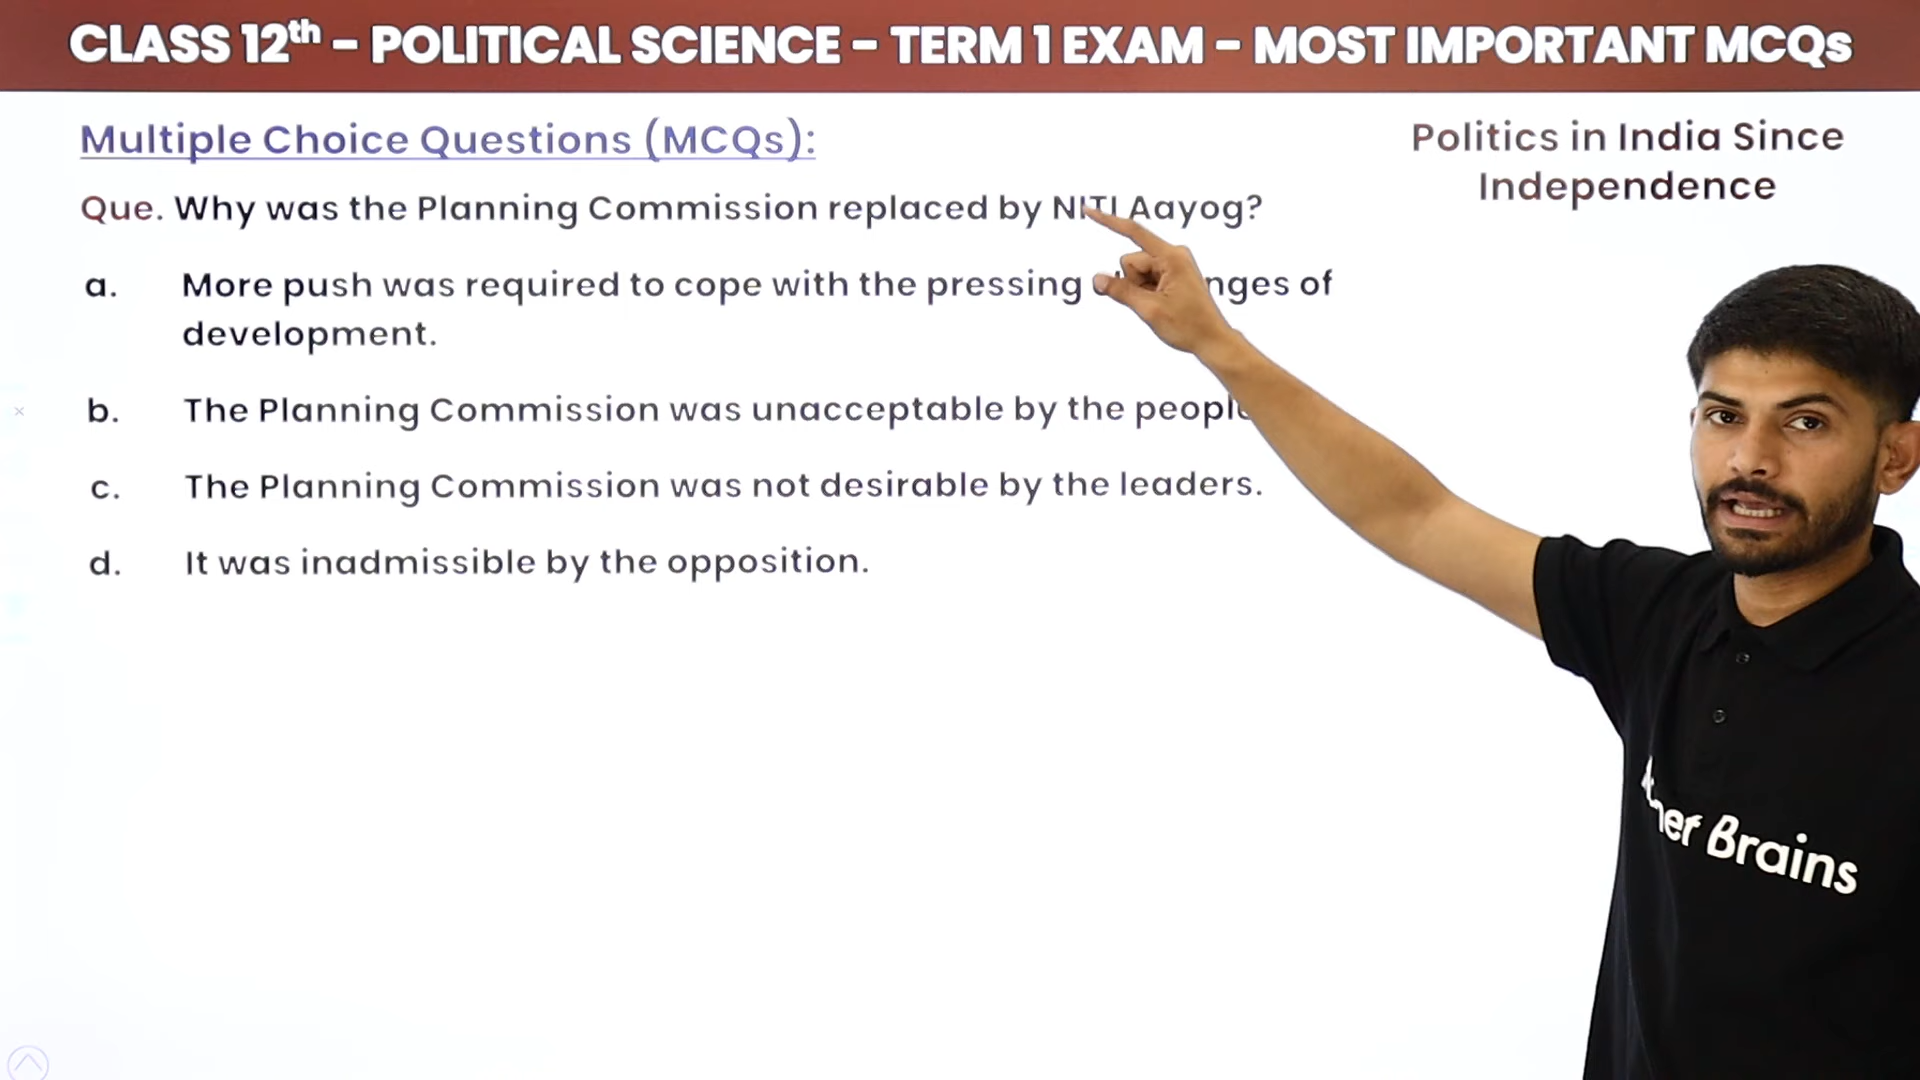 CLASS 12th – POLITICAL SCIENCE – TERM 1 EXAM – MOST IMPORTANT MCQs
Multiple Choice Questions (MCQs):
Politics in India Since
Independence
Que. Why was the Planning Commission replaced by NITI Aayog?
a. More push was required to cope with the pressing of
development.
b. The Planning Commission was unacceptable by the
c. The Planning Commission was not desirable by the leaders.
d. It was inadmissible by the opposition.
Brains